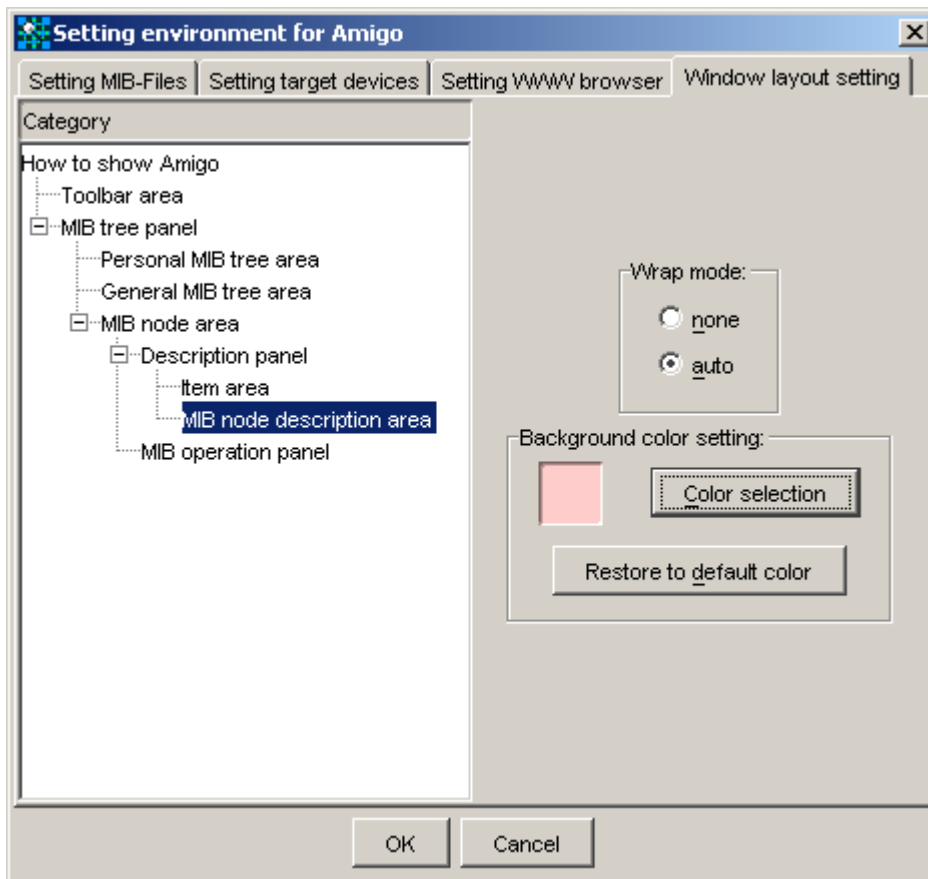 Setting environment for Amigo
Setting MIB-Files Setting target devices Setting WWW browser Window layout setting
Category
How to show Amigo
Toolbar area
MIB tree panel
Personal MIB tree area
General MIB tree area
MIB node area
Description panel
Item area
MIB node description area
MIB operation panel
Wrap mode:
none
auto
Background color setting:
Color selection
Restore to default color
OK Cancel